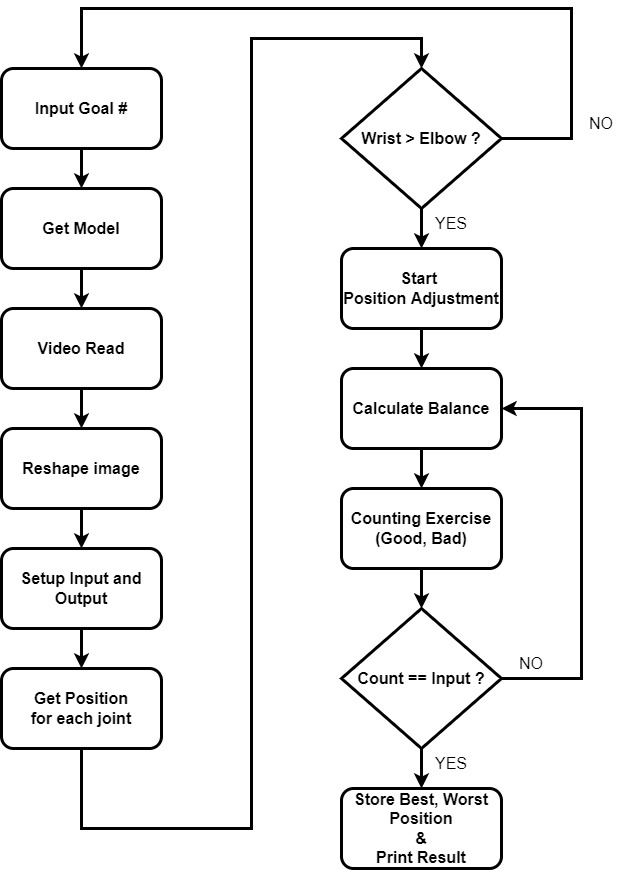 Input Goal #
Get Model
Video Read
Reshape image
Setup Input and
Output
Get Position
for each joint
Wrist > Elbow ?
NO
YES
Start
Position Adjustment
Calculate Balance
Counting Exercise
(Good, Bad)
Count == Input ?
NO
YES
Store Best, Worst
Position
&
Print Result